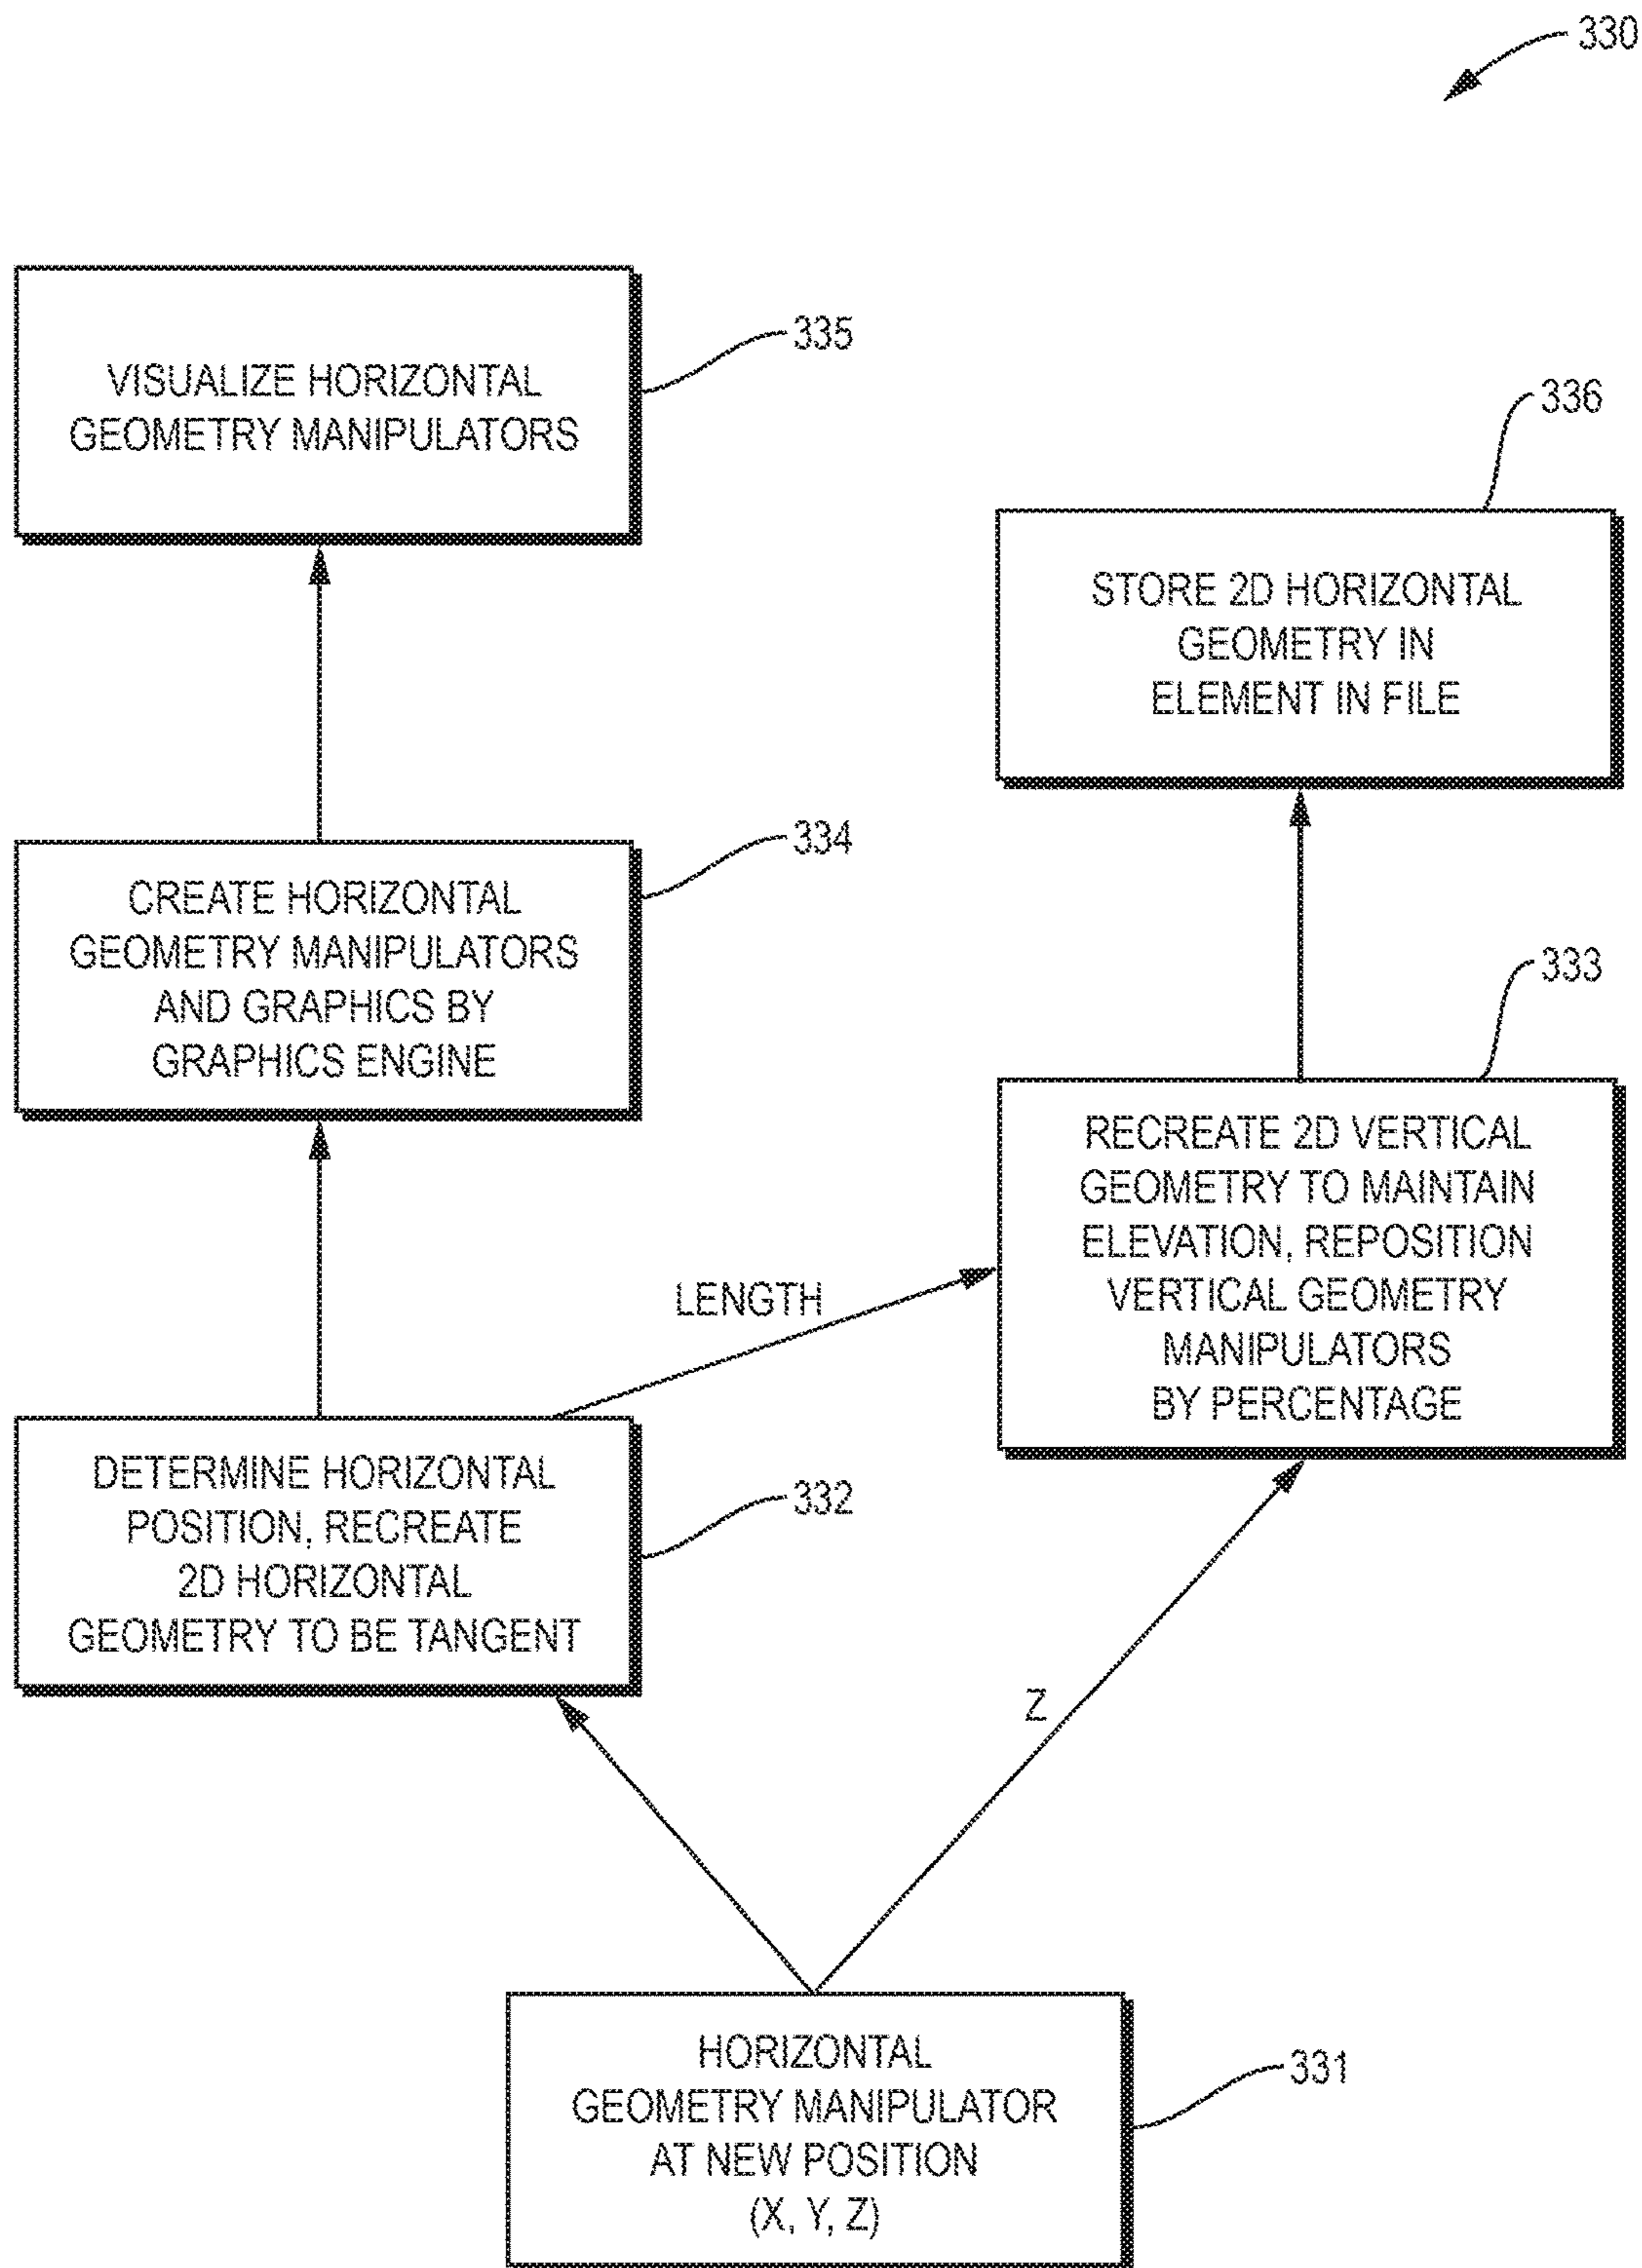 330
VISUALIZE HORIZONTAL
GEOMETRY MANIPULATORS
335
336
STORE 2D HORIZONTAL
GEOMETRY IN
ELEMENT IN FILE
334
CREATE HORIZONTAL
GEOMETRY MANIPULATORS
AND GRAPHICS BY
GRAPHICS ENGINE
333
RECREATE 2D VERTICAL
GEOMETRY TO MAINTAIN
ELEVATION, REPOSITION
VERTICAL GEOMETRY
MANIPULATORS
BY PERCENTAGE
LENGTH
DETERMINE HORIZONTAL
POSITION, RECREATE
2D HORIZONTAL
GEOMETRY TO BE TANGENT
332
Z
HORIZONTAL
GEOMETRY MANIPULATOR
AT NEW POSITION
(X, Y, Z)
331